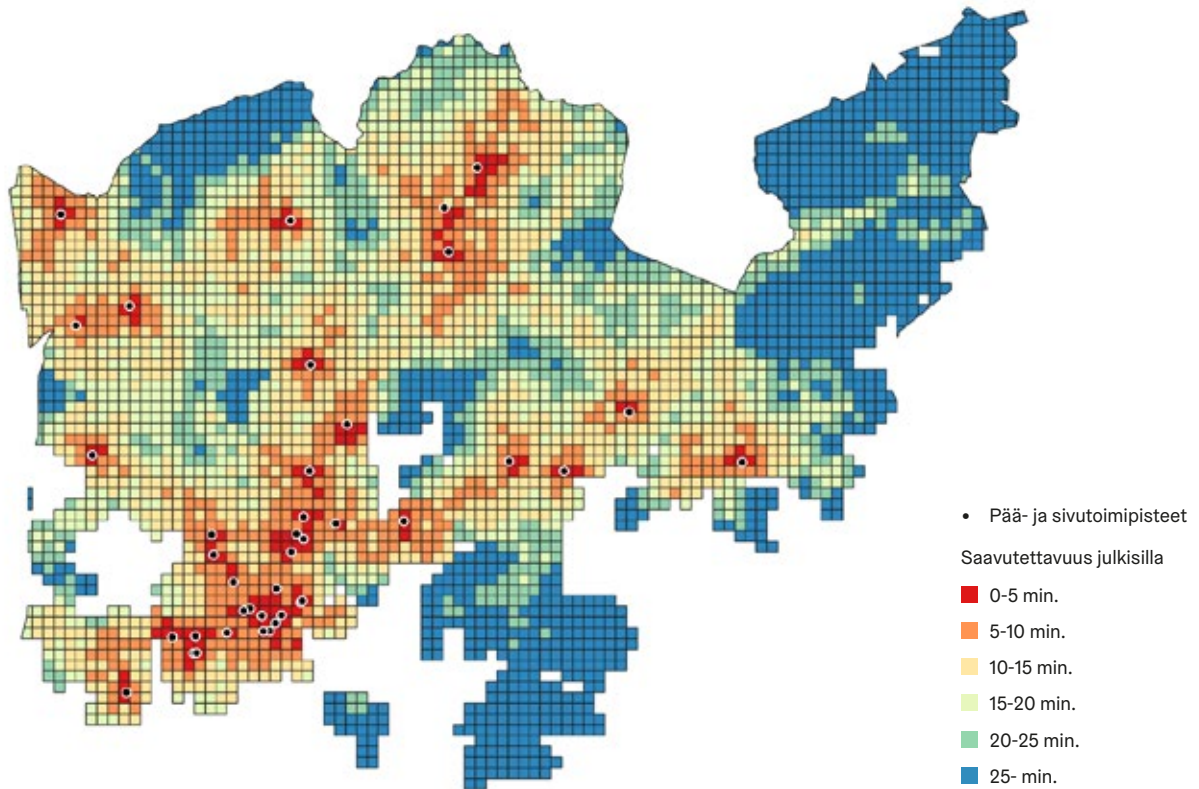 • Pää- ja sivutoimipisteet
Saavutettavuus julkisilla
0-5 min.
5-10 min.
10-15 min.
15-20 min.
20-25 min.
25- min.